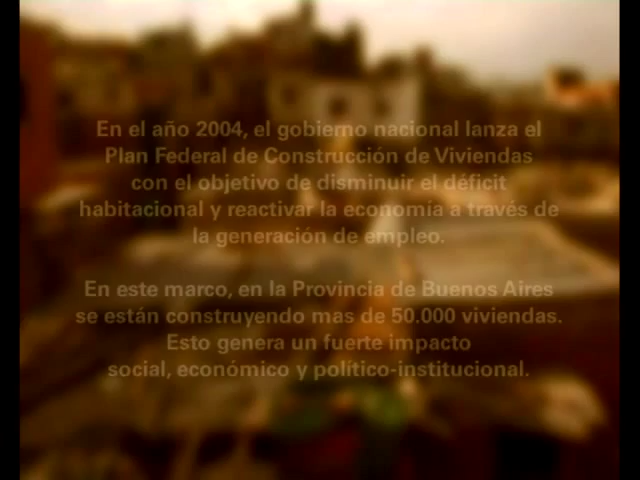 En el año 2004, el gobierno nacional lanza el
Plan Federal de Construcción de Viviendas
con el objetivo de disminuir el déficit
habitacional y reactivar la economía a través de
la generación de empleo.
En este marco, en la Provincia de Buenos Aires
se están construyendo mas de 50.000 viviendas.
Esto genera un fuerte impacto
social, económico y político-institucional.